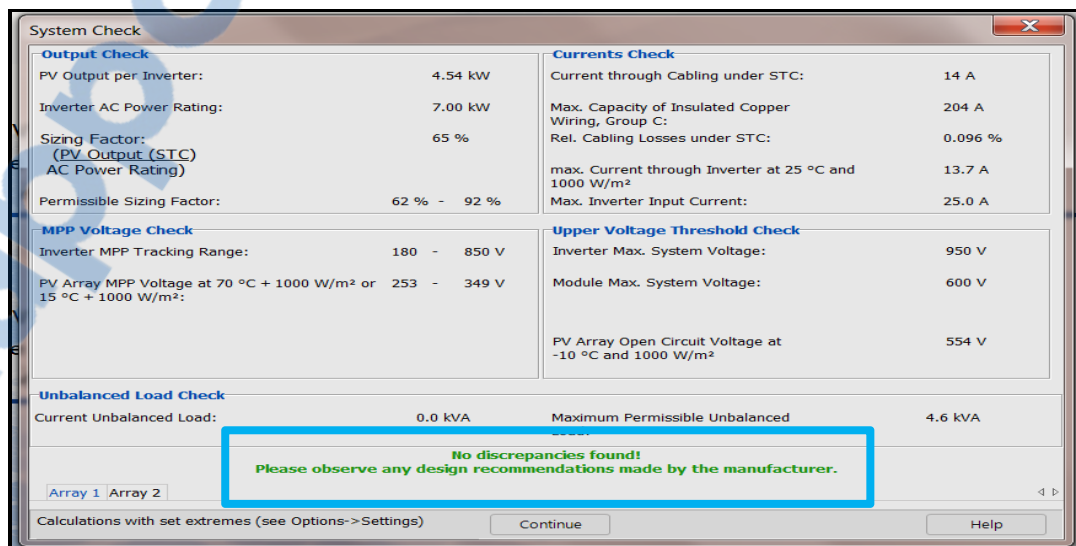 System Check
Output Check
PV Output per Inverter: 4.54 kW
Inverter AC Power Rating: 7.00 kW
Sizing Factor: 65 %
(PV Output (STC)
AC Power Rating)
Permissible Sizing Factor: 62 % - 92 %
Currents Check
Current through Cabling under STC: 14 A
Max. Capacity of Insulated Copper 204 A
Wiring, Group C:
Rel. Cabling Losses under STC: 0.096 %
max. Current through Inverter at 25 °C and 13.7 A
1000 W/m²
Max. Inverter Input Current: 25.0 A
MPP Voltage Check
Inverter MPP Tracking Range: 180 - 850 V
PV Array MPP Voltage at 70 °C + 1000 W/m² or 253 - 349 V
15 °C + 1000 W/m²:
Upper Voltage Threshold Check
Inverter Max. System Voltage: 950 V
Module Max. System Voltage: 600 V
PV Array Open Circuit Voltage at 554 V
-10 °C and 1000 W/m²
Unbalanced Load Check
Current Unbalanced Load: 0.0 kVA
Maximum Permissible Unbalanced 4.6 kVA
No discrepancies found!
Please observe any design recommendations made by the manufacturer.
Array 1 Array 2
Calculations with set extremes (see Options->Settings)
Continue
Help